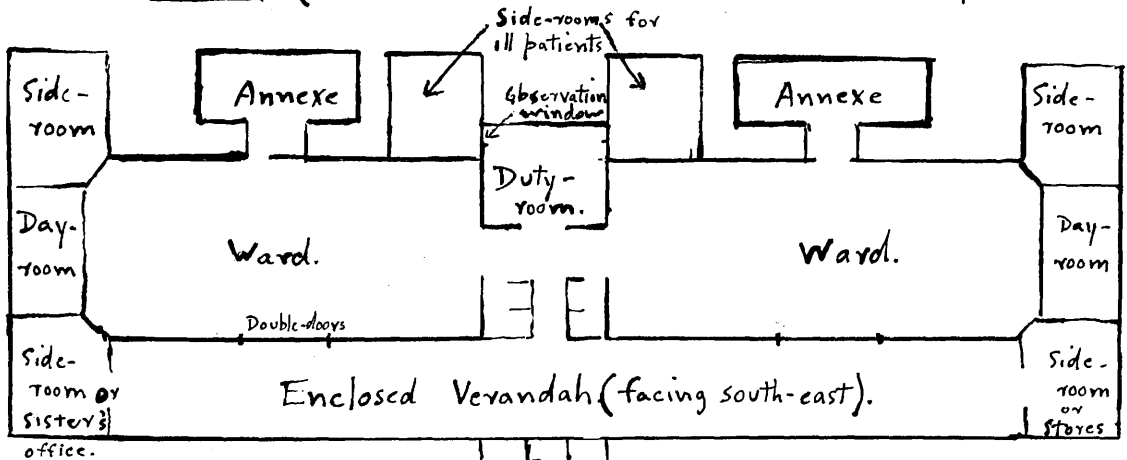 Side-rooms for
ill patients
Side-
room
Annexe
Observation
window
Annexe
Side-
room
Duty-
room.
Day-
room
Ward.
Ward.
Day-
room
Double-doors
Side-
room or
Sister's
office.
Enclosed Verandah (facing south-east).
Side-
room
or
Stores